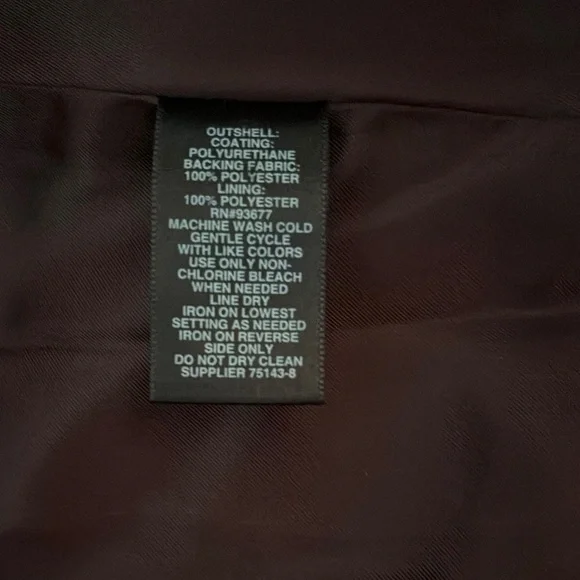 OUTSHELL:
COATING:
POLYURETHANE
BACKING FABRIC:
100% POLYESTER
LINING:
100% POLYESTER
RN#93677
MACHINE WASH COLD
GENTLE CYCLE
WITH LIKE COLORS
USE ONLY NON-
CHLORINE BLEACH
WHEN NEEDED
LINE DRY
IRON ON LOWEST
SETTING AS NEEDED
IRON ON REVERSE
SIDE ONLY
DO NOT DRY CLEAN
SUPPLIER 75143-8